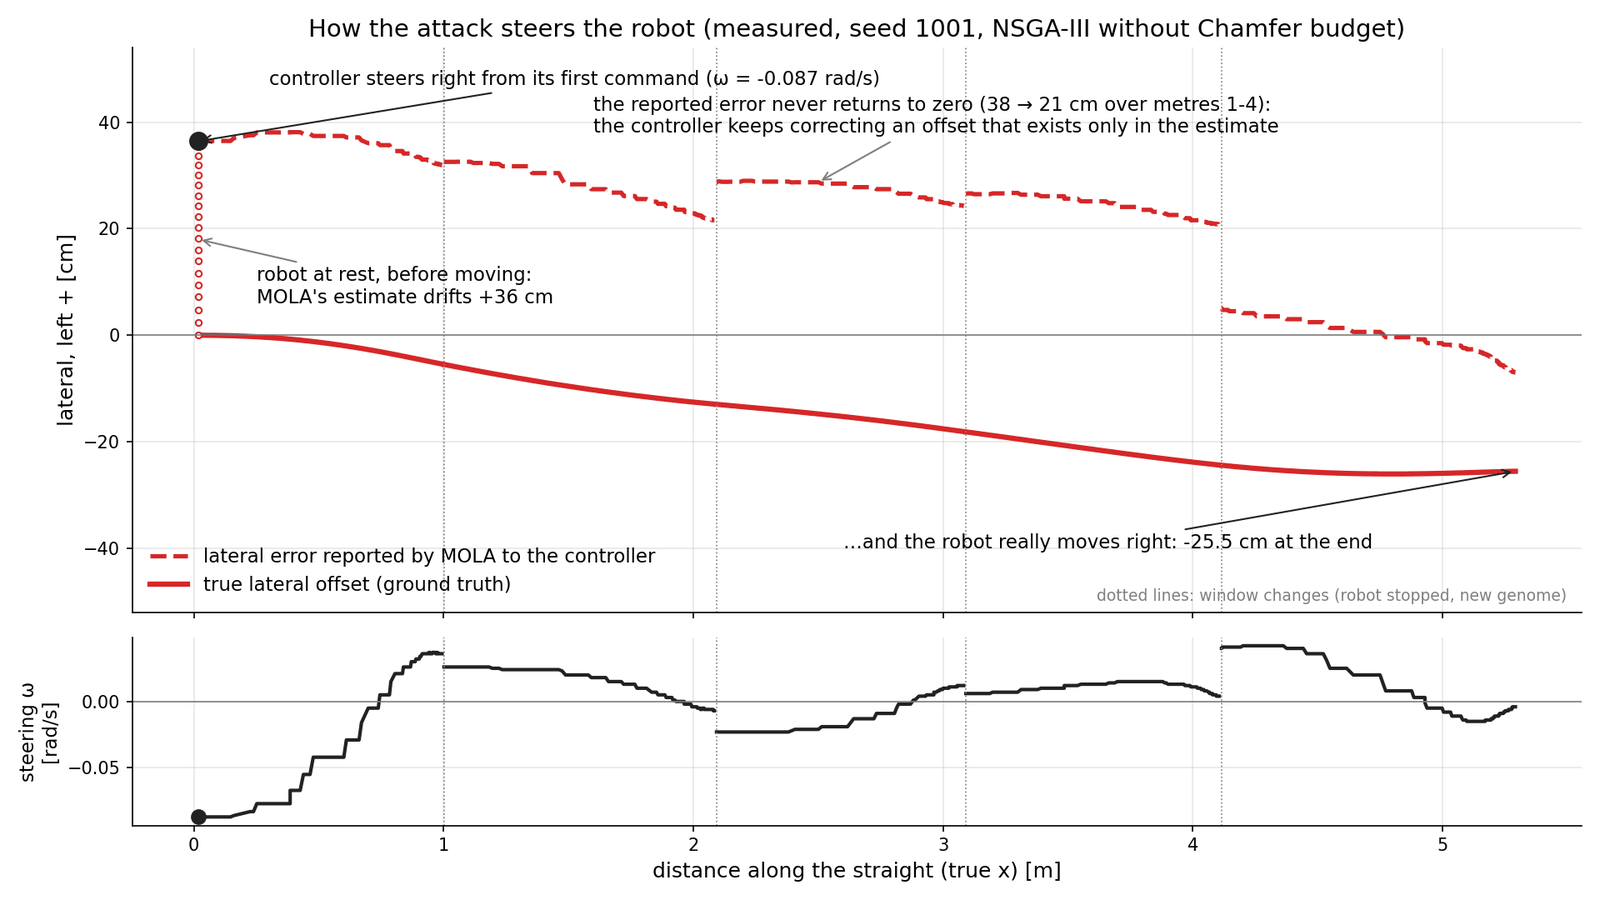 How the attack steers the robot (measured, seed 1001, NSGA-III without Chamfer budget)
controller steers right from its first command (ω = -0.087 rad/s)
the reported error never returns to zero (38 → 21 cm over metres 1-4):
the controller keeps correcting an offset that exists only in the estimate
robot at rest, before moving:
MOLA's estimate drifts +36 cm
...and the robot really moves right: -25.5 cm at the end
lateral error reported by MOLA to the controller
true lateral offset (ground truth)
dotted lines: window changes (robot stopped, new genome)
lateral, left + [cm]
40
20
0
−20
−40
steering ω
[rad/s]
0.00
−0.05
0
1
2
3
4
5
distance along the straight (true x) [m]